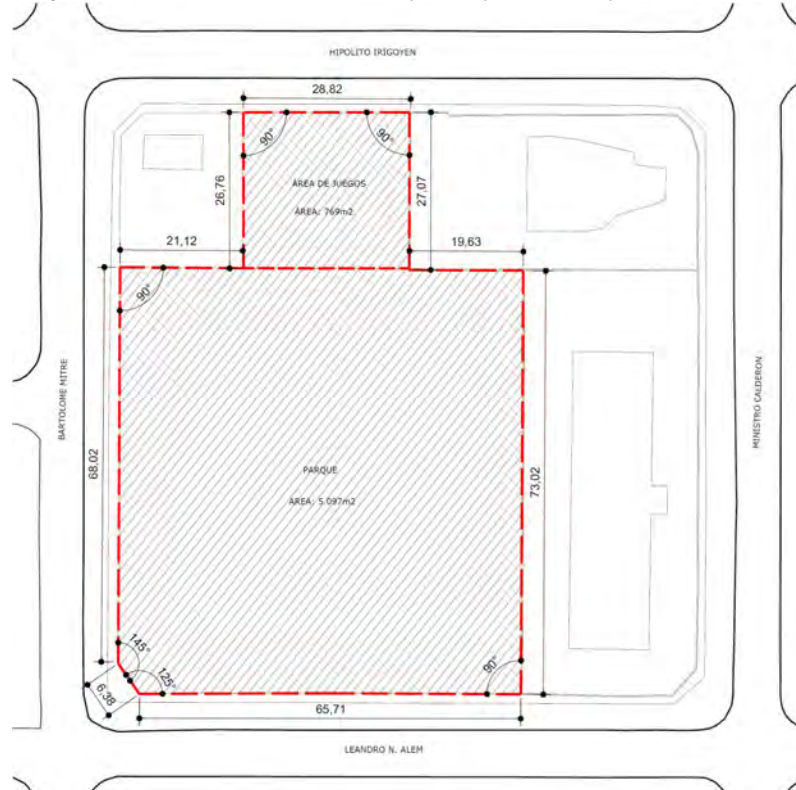 HIPOLITO IRIGOYEN
28,82
90°
90°
26,76
27,07
ÁREA DE JUEGOS
ÁREA: 769m2
21,12
19,63
90°
BARTOLOME MITRE
MINISTRO CALDERON
68,02
73,02
PARQUE
AREA: 5.097m2
145°
125°
90°
6,38
65,71
LEANDRO N. ALEM